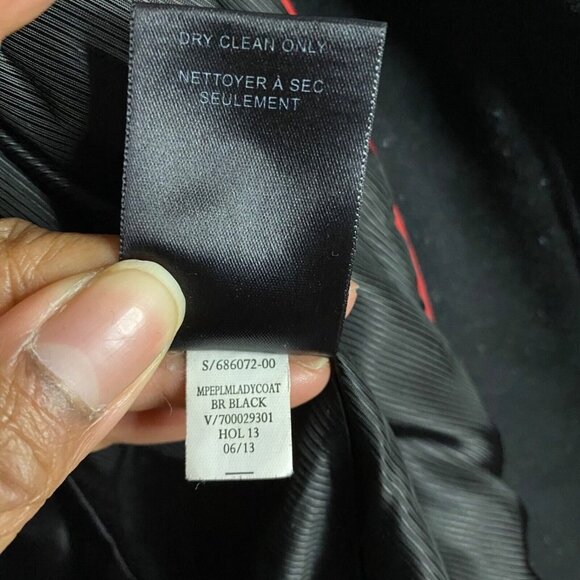 DRY CLEAN ONLY
NETTOYER À SEC
SEULEMENT
S/686072-00
MPEPLMLADYCOAT
BR BLACK
V/700029301
HOL 13
06/13